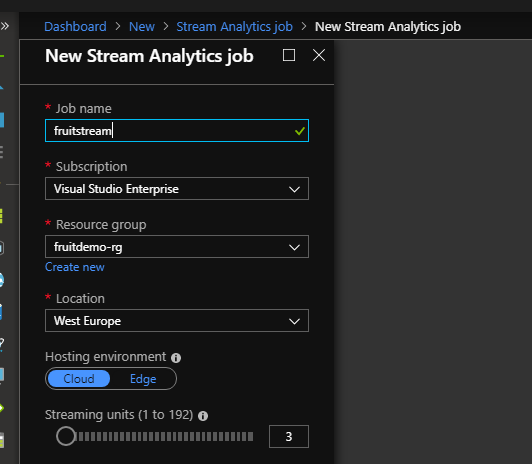 Dashboard > New > Stream Analytics job > New Stream Analytics job
New Stream Analytics job
* Job name
fruitstream
* Subscription
Visual Studio Enterprise
* Resource group
fruitdemo-rg
Create new
* Location
West Europe
Hosting environment
Cloud Edge
Streaming units (1 to 192)
3